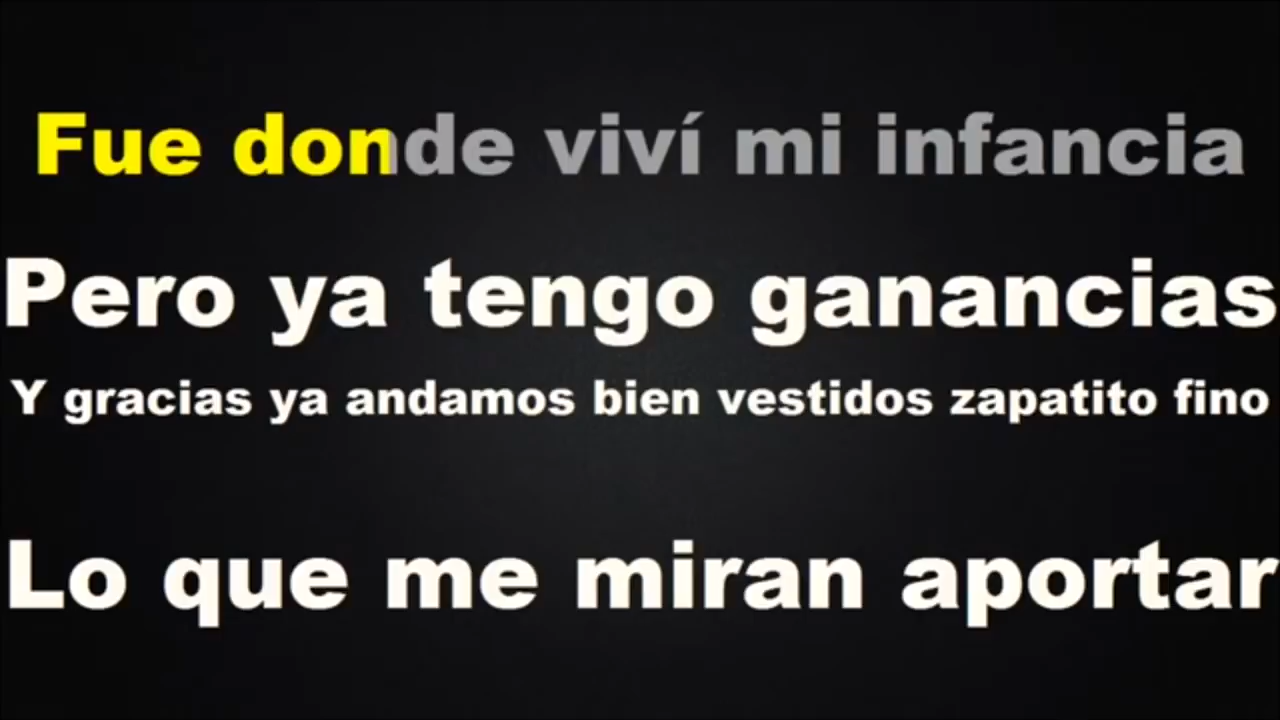 Fue donde viví mi infancia
Pero ya tengo ganancias
Y gracias ya andamos bien vestidos zapatito fino
Lo que me miran aportar